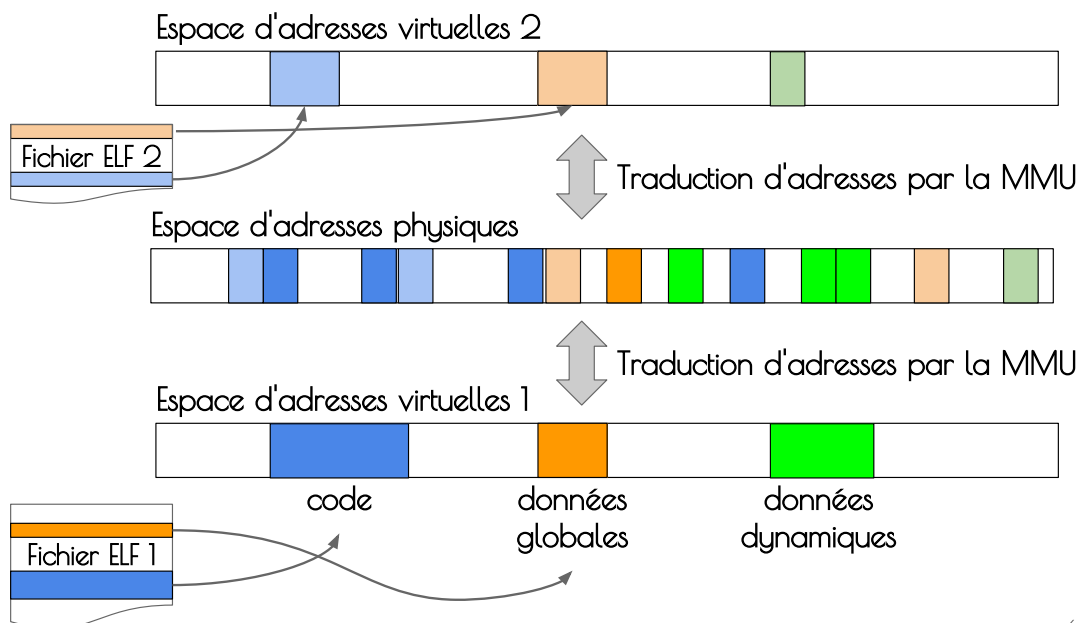 Espace d'adresses virtuelles 2
Fichier ELF 2
Traduction d'adresses par la MMU
Espace d'adresses physiques
Traduction d'adresses par la MMU
Espace d'adresses virtuelles 1
code
données
globales
données
dynamiques
Fichier ELF 1